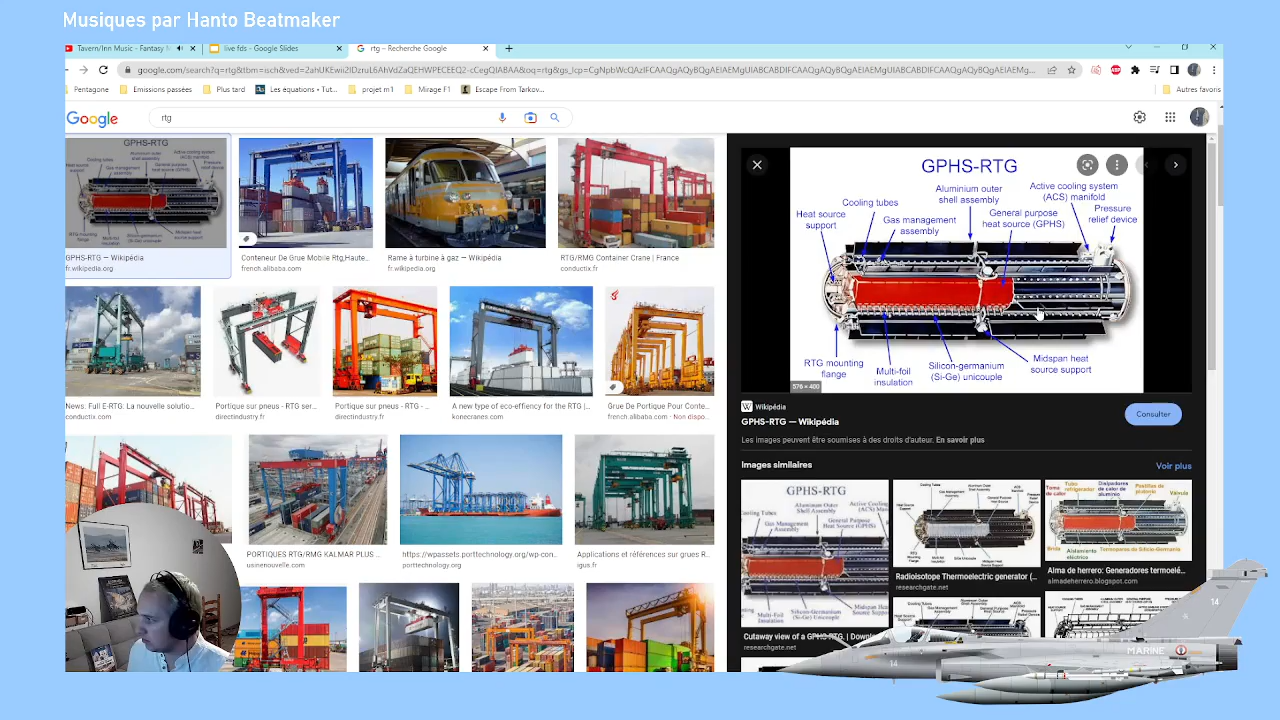 Musiques par Hanto Beatmaker
Tavern/Inn Music - Fantasy
live fds - Google Slides
rtg – Recherche Google
Pentagone
Emissions passées
Plus tard
Les équations • Tut...
projet m1
Mirage F1
Escape From Tarkov...
Autres favoris
Google
rtg
GPHS-RTG — Wikipédia
fr.wikipedia.org
Conteneur De Grue Mobile Rtg,Haute...
french.alibaba.com
Rame à turbine à gaz — Wikipédia
fr.wikipedia.org
RTG/RMG Container Crane | France
conductix.fr
News: Full E-RTG: La nouvelle solutio...
conductix.fr
Portique sur pneus - RTG ser...
directindustry.fr
Portique sur pneus - RTG - ...
directindustry.fr
A new type of eco-effiency for the RTG |...
konecranes.com
Grue De Portique Pour Conte...
french.alibaba.com - Non dispo...
PORTIQUES RTG/RMG KALMAR PLUS ...
usinenouvelle.com
https://wpassets.porttechnology.org/wp-con...
porttechnology.org
Applications et références sur grues R...
igus.fr
GPHS-RTG
Aluminium outer
shell assembly
Active cooling system
(ACS) manifold
Cooling tubes
Pressure
relief device
Heat source
support
Gas management
assembly
General purpose
heat source (GPHS)
RTG mounting
flange
Multi-foil
insulation
Silicon-germanium
(Si-Ge) unicouple
Midspan heat
source support
576 × 400
W Wikipédia
GPHS-RTG — Wikipédia
Consulter
Les images peuvent être soumises à des droits d'auteur. En savoir plus
Images similaires
Voir plus
GPHS-RTG
Radioisotope Thermoelectric generator (...
researchgate.net
Alma de herrero: Generadores termoelé...
almadeherrero.blogspot.com
Cutaway view of a GPHS RTG. | Downl
researchgate.net
14
14
MARINE